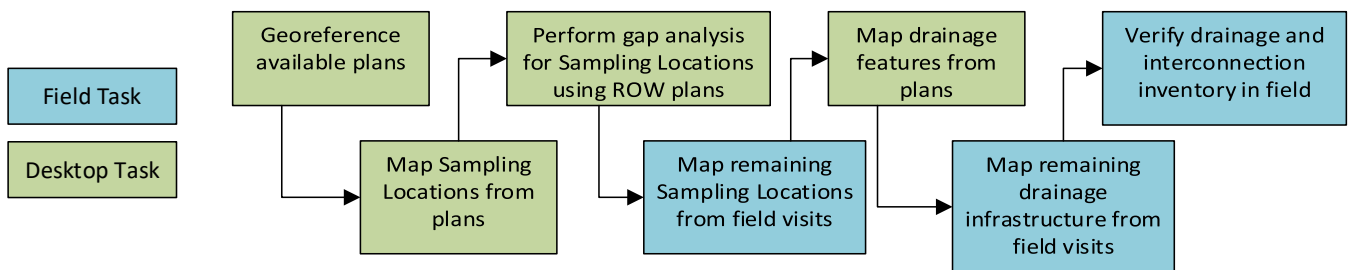 Field Task
Desktop Task
Georeference
available plans
Map Sampling
Locations from
plans
Perform gap analysis
for Sampling Locations
using ROW plans
Map remaining
Sampling Locations
from field visits
Map drainage
features from
plans
Map remaining
drainage
infrastructure from
field visits
Verify drainage and
interconnection
inventory in field